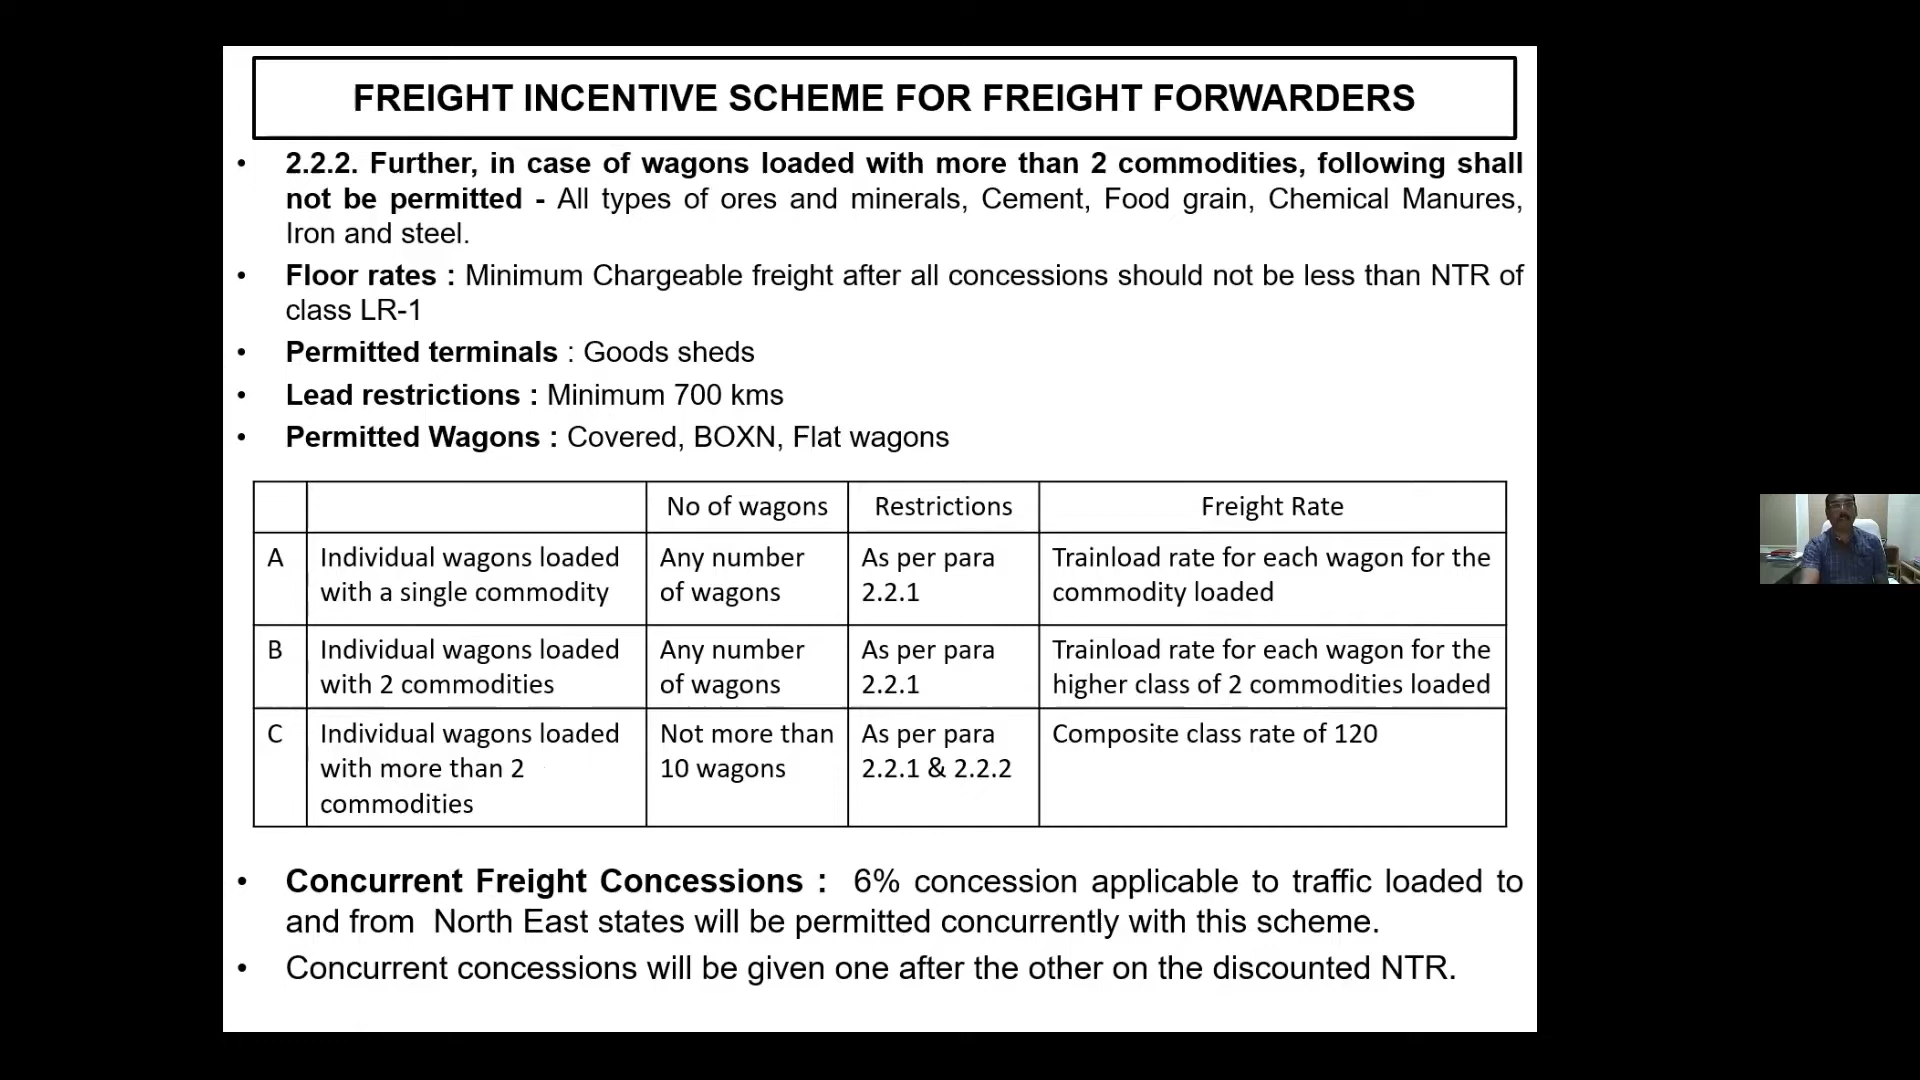 FREIGHT INCENTIVE SCHEME FOR FREIGHT FORWARDERS
• 2.2.2. Further, in case of wagons loaded with more than 2 commodities, following shall
not be permitted - All types of ores and minerals, Cement, Food grain, Chemical Manures,
Iron and steel.
• Floor rates : Minimum Chargeable freight after all concessions should not be less than NTR of
class LR-1
• Permitted terminals : Goods sheds
• Lead restrictions : Minimum 700 kms
• Permitted Wagons : Covered, BOXN, Flat wagons
No of wagons Restrictions Freight Rate
A Individual wagons loaded Any number As per para Trainload rate for each wagon for the
with a single commodity of wagons 2.2.1 commodity loaded
B Individual wagons loaded Any number As per para Trainload rate for each wagon for the
with 2 commodities of wagons 2.2.1 higher class of 2 commodities loaded
C Individual wagons loaded Not more than As per para Composite class rate of 120
with more than 2 10 wagons 2.2.1 & 2.2.2
commodities
• Concurrent Freight Concessions : 6% concession applicable to traffic loaded to
and from North East states will be permitted concurrently with this scheme.
• Concurrent concessions will be given one after the other on the discounted NTR.